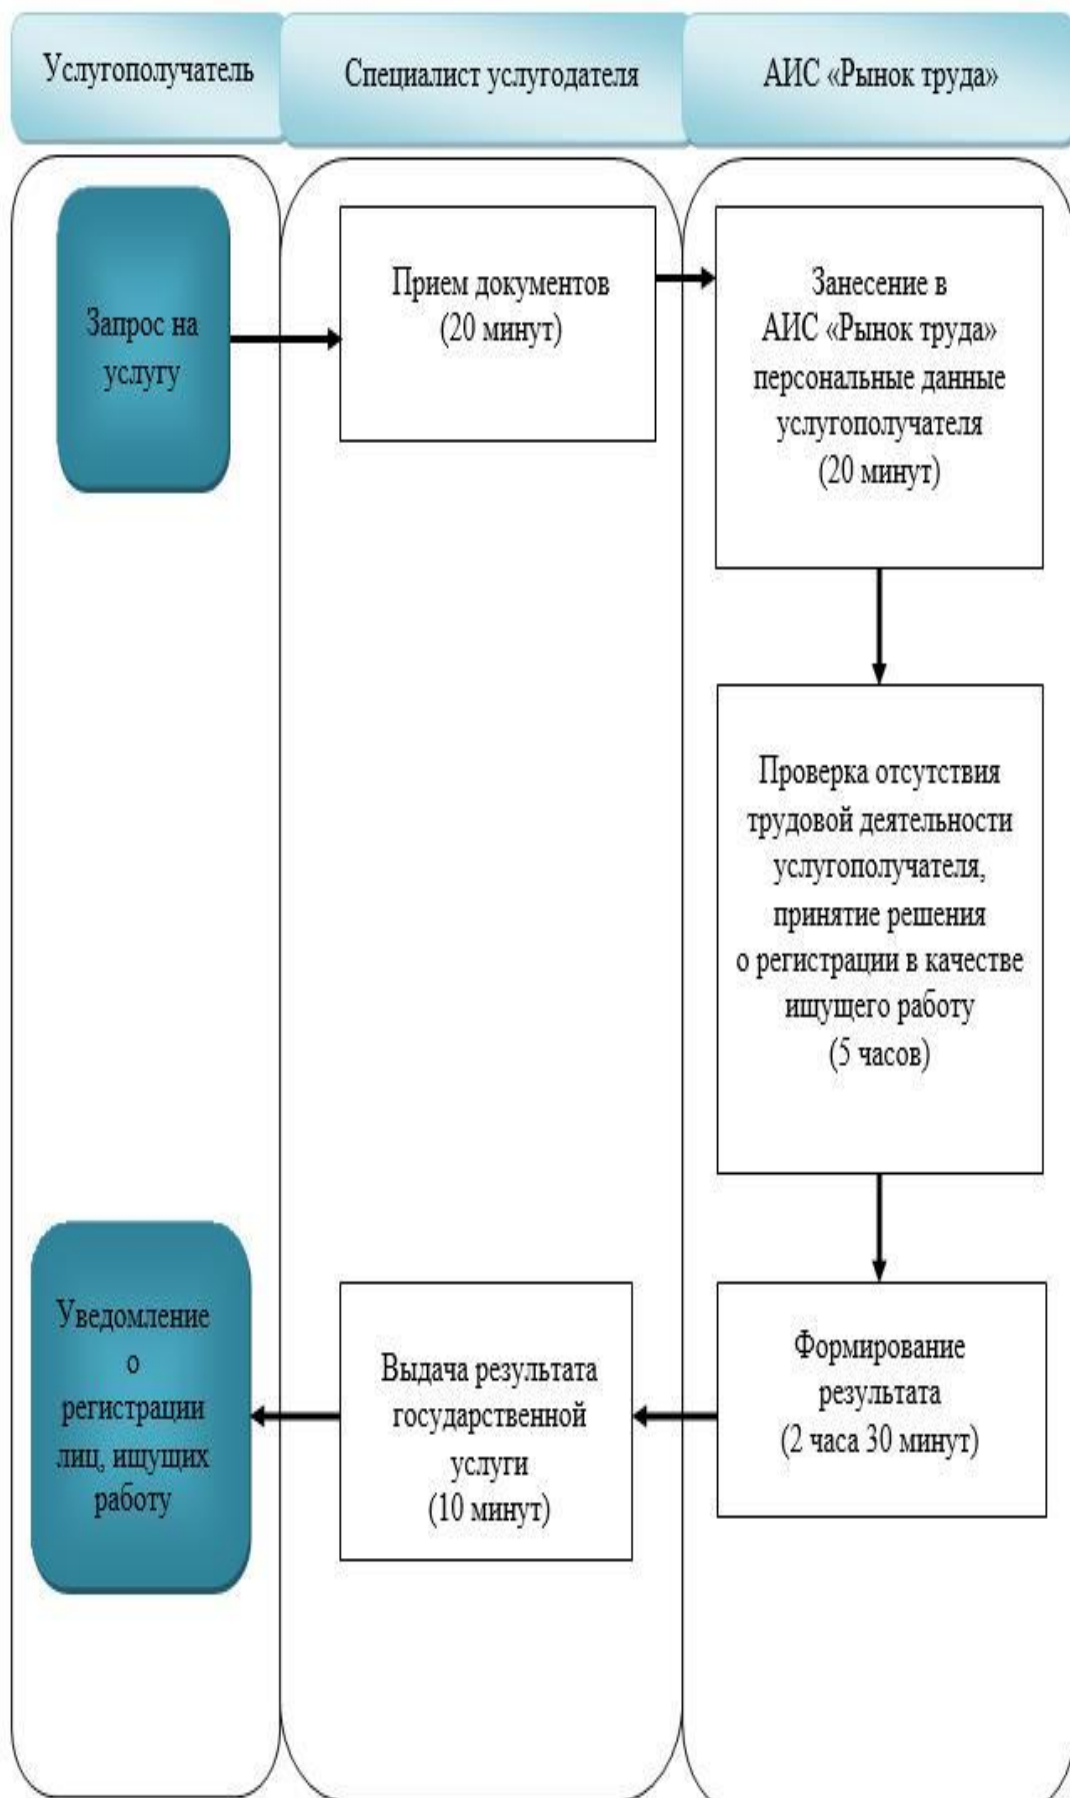 Услугополучатель
Специалист услугодателя
АИС «Рынок труда»
Запрос на
услугу
Прием документов
(20 минут)
Занесение в
АИС «Рынок труда»
персональные данные
услугополучателя
(20 минут)
Проверка отсутствия
трудовой деятельности
услугополучателя,
принятие решения
о регистрации в качестве
ищущего работу
(5 часов)
Формирование
результата
(2 часа 30 минут)
Выдача результата
государственной
услуги
(10 минут)
Уведомление
о
регистрации
лиц, ищущих
работу